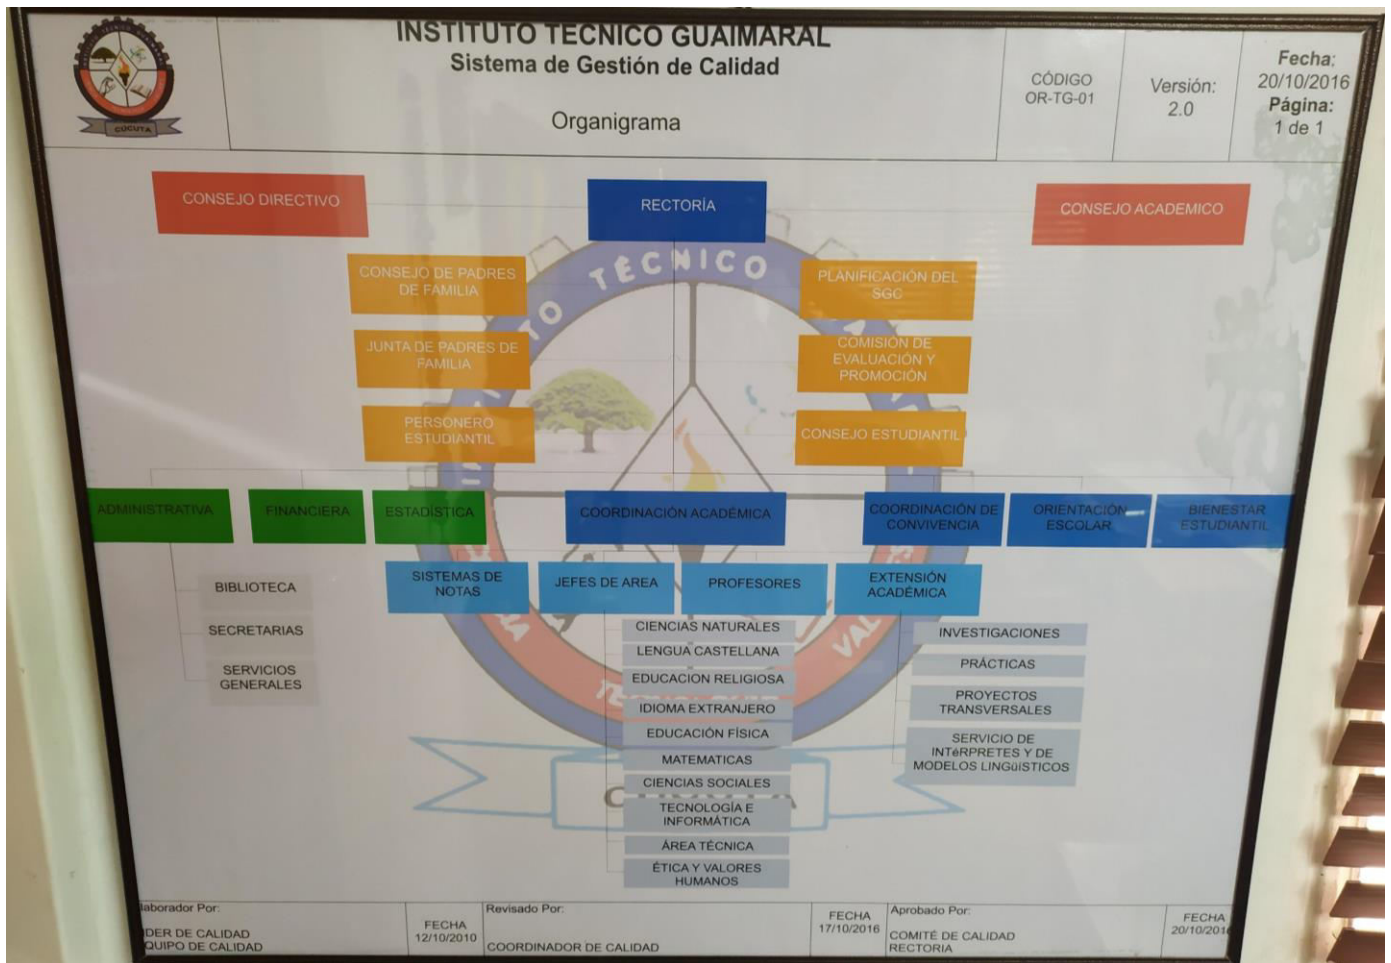 INSTITUTO TECNICO GUAIMARAL
Sistema de Gestión de Calidad
Organigrama
CÓDIGO
OR-TG-01
Versión:
2.0
Fecha:
20/10/2016
Página:
1 de 1
CÚCUTA
CONSEJO DIRECTIVO
RECTORÍA
CONSEJO ACADEMICO
TÉCNICO
CONSEJO DE PADRES
DE FAMILIA
PLANIFICACIÓN DEL
SGC
JUNTA DE PADRES DE
FAMILIA
COMISIÓN DE
EVALUACIÓN Y
PROMOCIÓN
PERSONERO
ESTUDIANTIL
CONSEJO ESTUDIANTIL
ADMINISTRATIVA
FINANCIERA
ESTADÍSTICA
COORDINACIÓN ACADÉMICA
COORDINACIÓN DE
CONVIVENCIA
ORIENTACIÓN
ESCOLAR
BIENESTAR
ESTUDIANTIL
SISTEMAS DE
NOTAS
JEFES DE AREA
PROFESORES
EXTENSIÓN
ACADÉMICA
BIBLIOTECA
SECRETARIAS
SERVICIOS
GENERALES
CIENCIAS NATURALES
LENGUA CASTELLANA
EDUCACION RELIGIOSA
IDIOMA EXTRANJERO
EDUCACIÓN FÍSICA
MATEMATICAS
CIENCIAS SOCIALES
TECNOLOGÍA E
INFORMÁTICA
ÁREA TÉCNICA
ÉTICA Y VALORES
HUMANOS
INVESTIGACIONES
PRÁCTICAS
PROYECTOS
TRANSVERSALES
SERVICIO DE
INTéRPRETES Y DE
MODELOS LINGüISTICOS
laborador Por:
IDER DE CALIDAD
QUIPO DE CALIDAD
FECHA
12/10/2010
Revisado Por:
COORDINADOR DE CALIDAD
FECHA
17/10/2016
Aprobado Por:
COMITÉ DE CALIDAD
RECTORIA
FECHA
20/10/2016